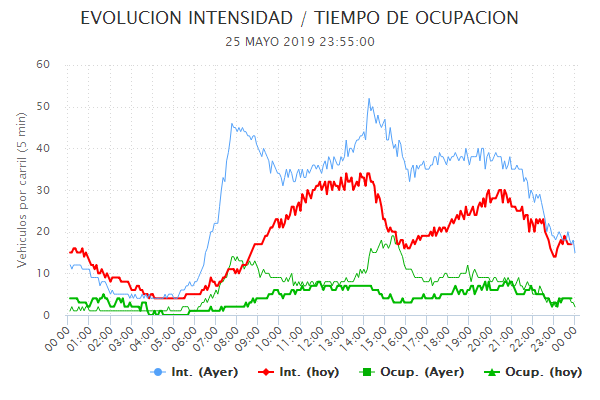 EVOLUCION INTENSIDAD / TIEMPO DE OCUPACION
25 MAYO 2019 23:55:00
Vehículos por carril (5 min)
60
50
40
30
20
10
0
00:00 01:00 02:00 03:00 04:00 05:00 06:00 07:00 08:00 09:00 10:00 11:00 12:00 13:00 14:00 15:00 16:00 17:00 18:00 19:00 20:00 21:00 22:00 23:00 00:00
Int. (Ayer) Int. (hoy) Ocup. (Ayer) Ocup. (hoy)